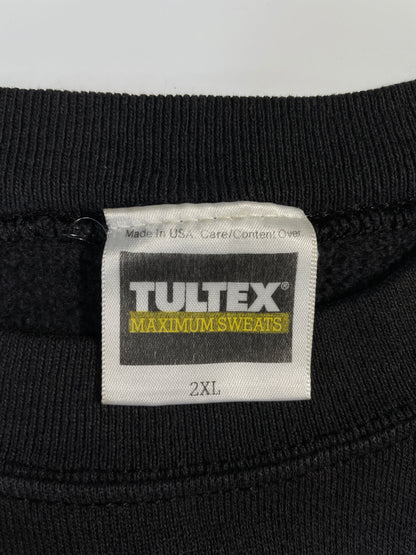 Made In USA. Care/Content Over
TULTEX®
MAXIMUM SWEATS
2XL